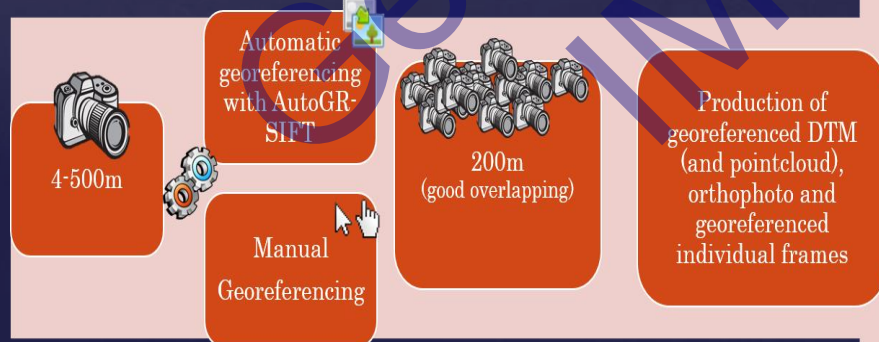 4-500m
Automatic
georeferencing
with AutoGR-
SIFT
Manual
Georeferencing
200m
(good overlapping)
Production of
georeferenced DTM
(and pointcloud),
orthophoto and
georeferenced
individual frames